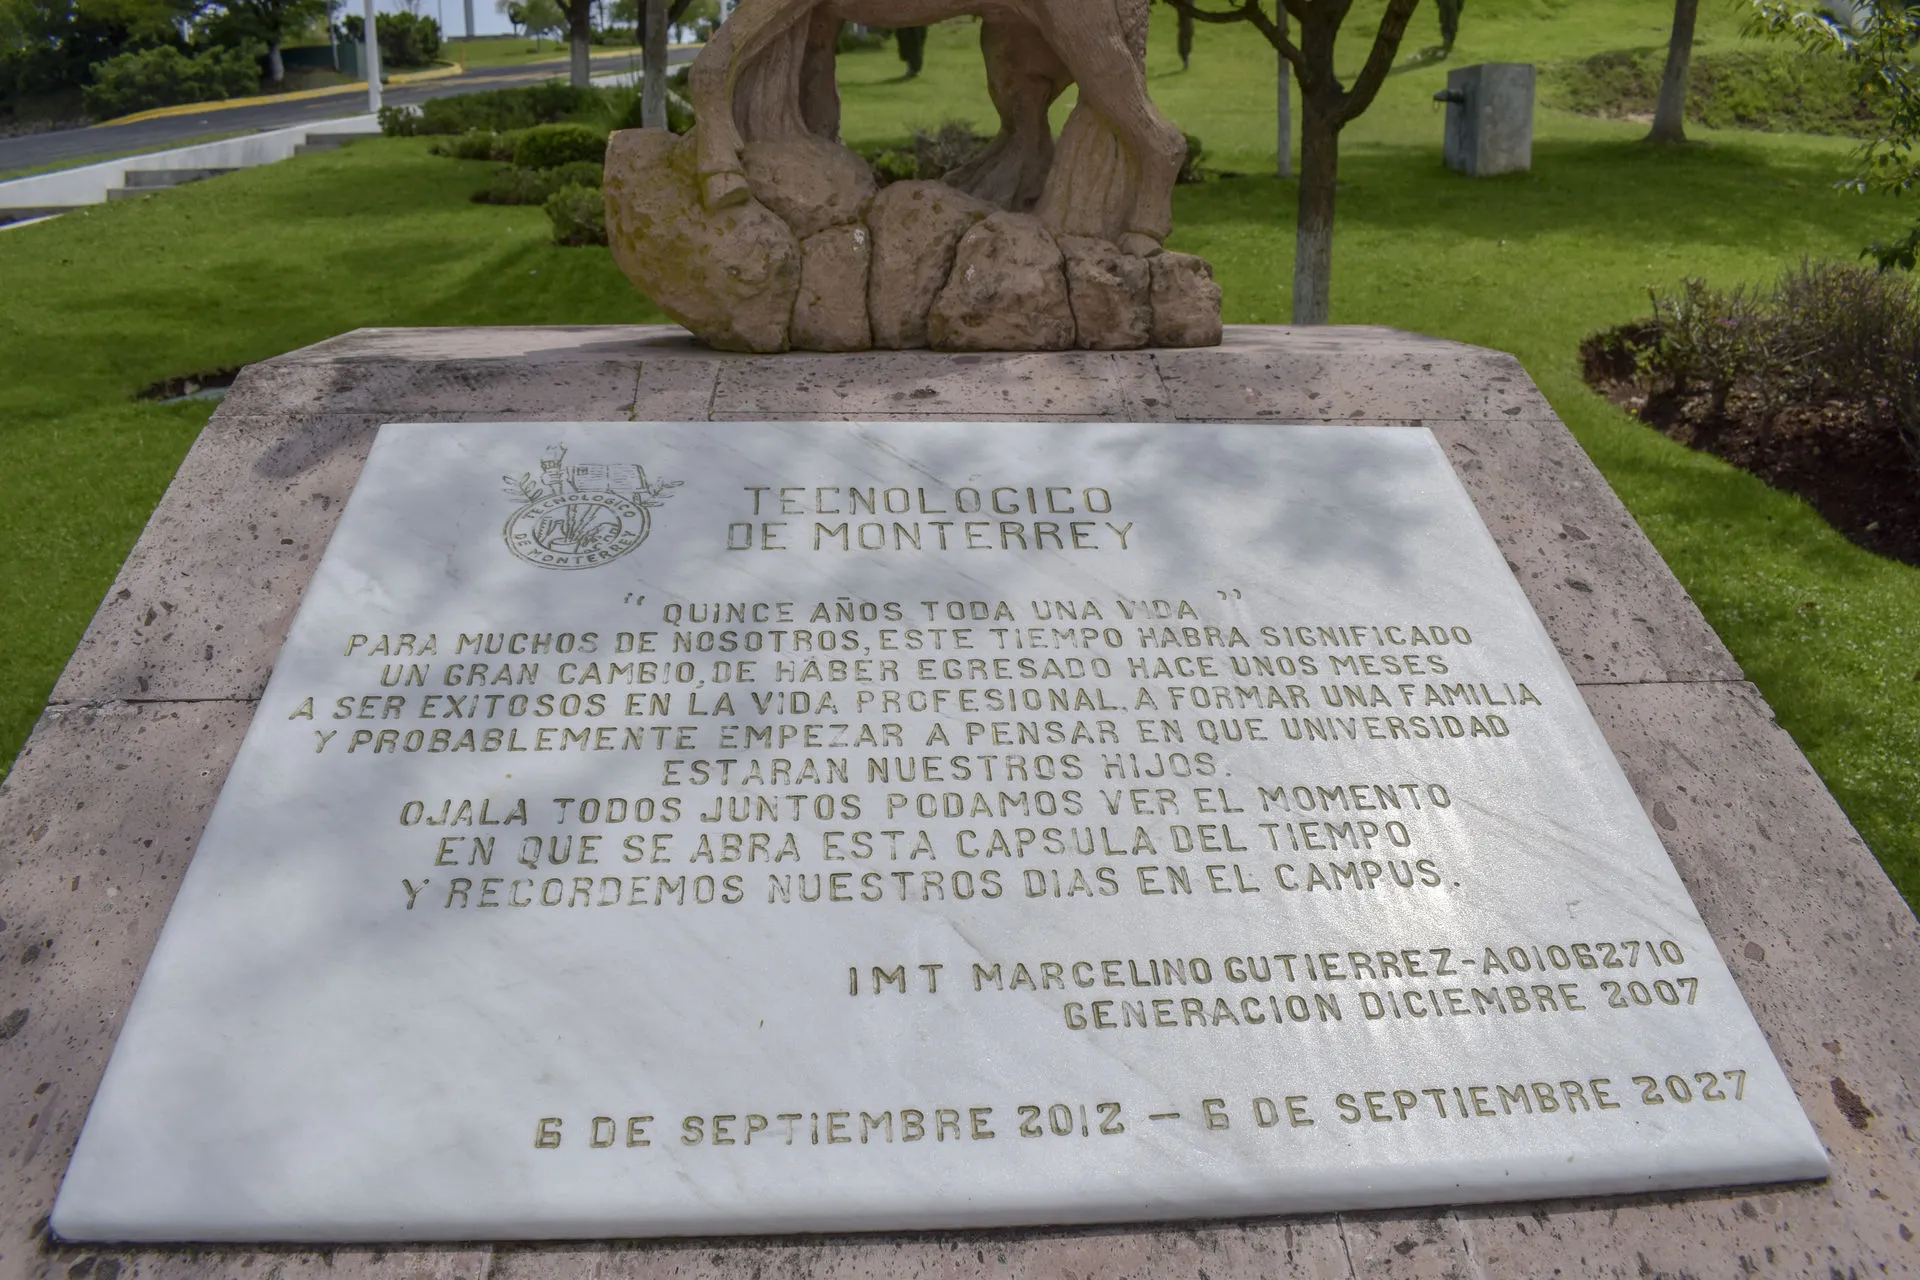 TECNOLOGICO
DE MONTERREY
TECNOLOGICO
DE MONTERREY
“ QUINCE AÑOS TODA UNA VIDA ”
PARA MUCHOS DE NOSOTROS, ESTE TIEMPO HABRA SIGNIFICADO
UN GRAN CAMBIO, DE HABER EGRESADO HACE UNOS MESES
A SER EXITOSOS EN LA VIDA PROFESIONAL, A FORMAR UNA FAMILIA
Y PROBABLEMENTE EMPEZAR A PENSAR EN QUE UNIVERSIDAD
ESTARAN NUESTROS HIJOS.
OJALA TODOS JUNTOS PODAMOS VER EL MOMENTO
EN QUE SE ABRA ESTA CAPSULA DEL TIEMPO
Y RECORDEMOS NUESTROS DIAS EN EL CAMPUS.
IMT MARCELINO GUTIERREZ-A01062710
GENERACION DICIEMBRE 2007
6 DE SEPTIEMBRE 2012 – 6 DE SEPTIEMBRE 2027